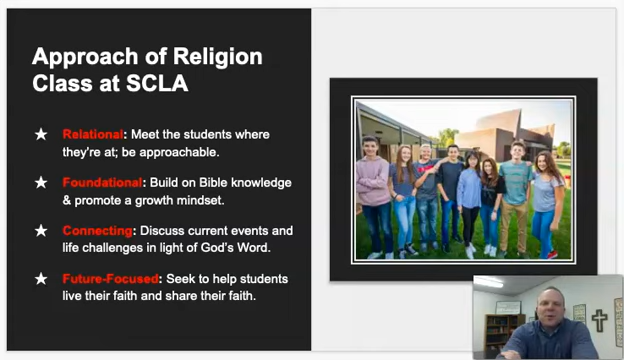 Approach of Religion
Class at SCLA
★ Relational: Meet the students where
they're at; be approachable.
★ Foundational: Build on Bible knowledge
& promote a growth mindset.
★ Connecting: Discuss current events and
life challenges in light of God's Word.
★ Future-Focused: Seek to help students
live their faith and share their faith.